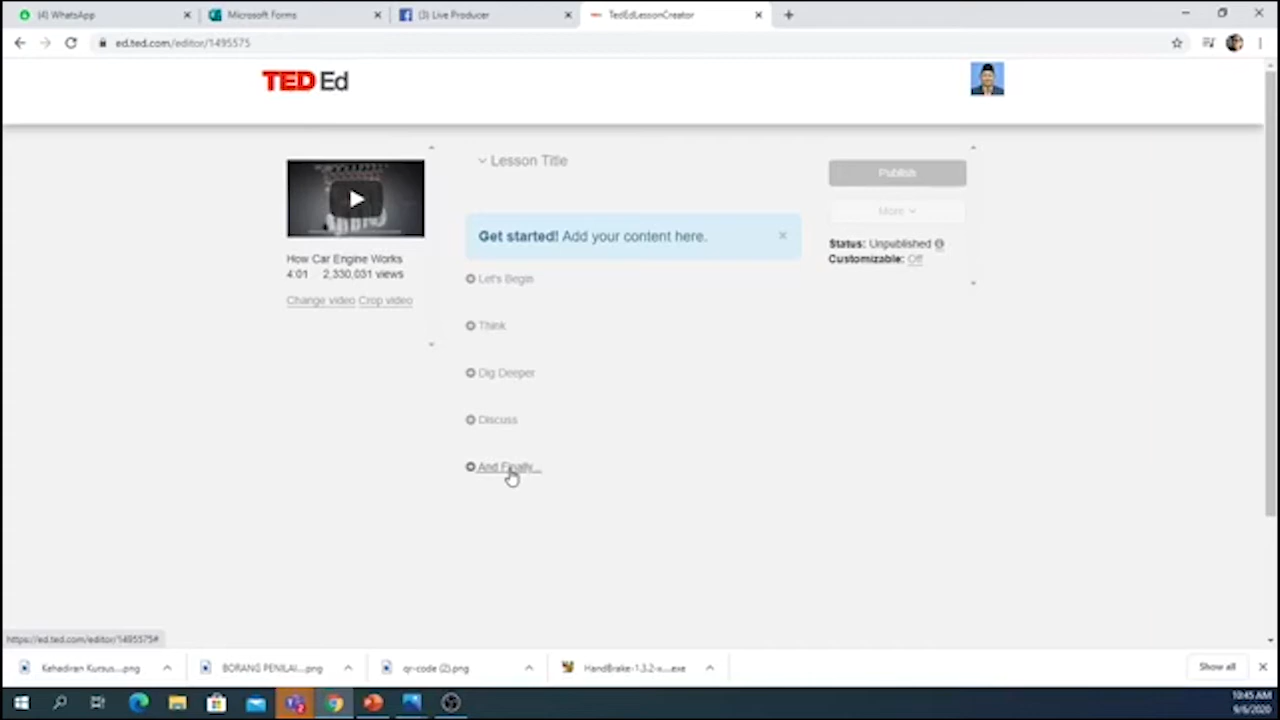 (4) WhatsApp
Microsoft Forms
(3) Live Producer
TedEdLessonCreator
ed.ted.com/editor/1495575
TED Ed
Lesson Title
Publish
More
Get started! Add your content here.
Status: Unpublished
Customizable: Off
How Car Engine Works
4:01 2,330,031 views
Change video Crop video
Let's Begin
Think
Dig Deeper
Discuss
And Finally...
https://ed.ted.com/editor/1495575#
Kehadiran Kursus....png
BORANG PENILAI....png
qr-code (2).png
HandBrake-1.3.2-x....exe
Show all
10:45 AM
9/6/2020